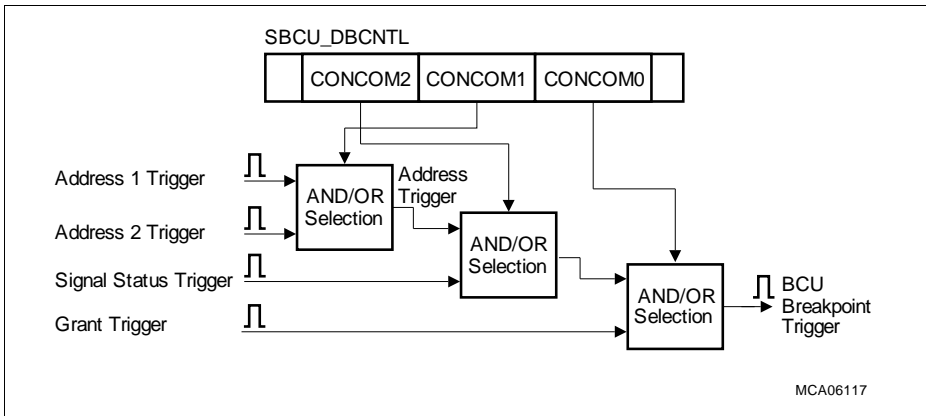 SBCU_DBCNTL
CONCOM2 CONCOM1 CONCOM0
Address 1 Trigger
AND/OR
Selection
Address
Trigger
Address 2 Trigger
AND/OR
Selection
Signal Status Trigger
AND/OR
Selection
BCU
Breakpoint
Trigger
Grant Trigger
MCA06117